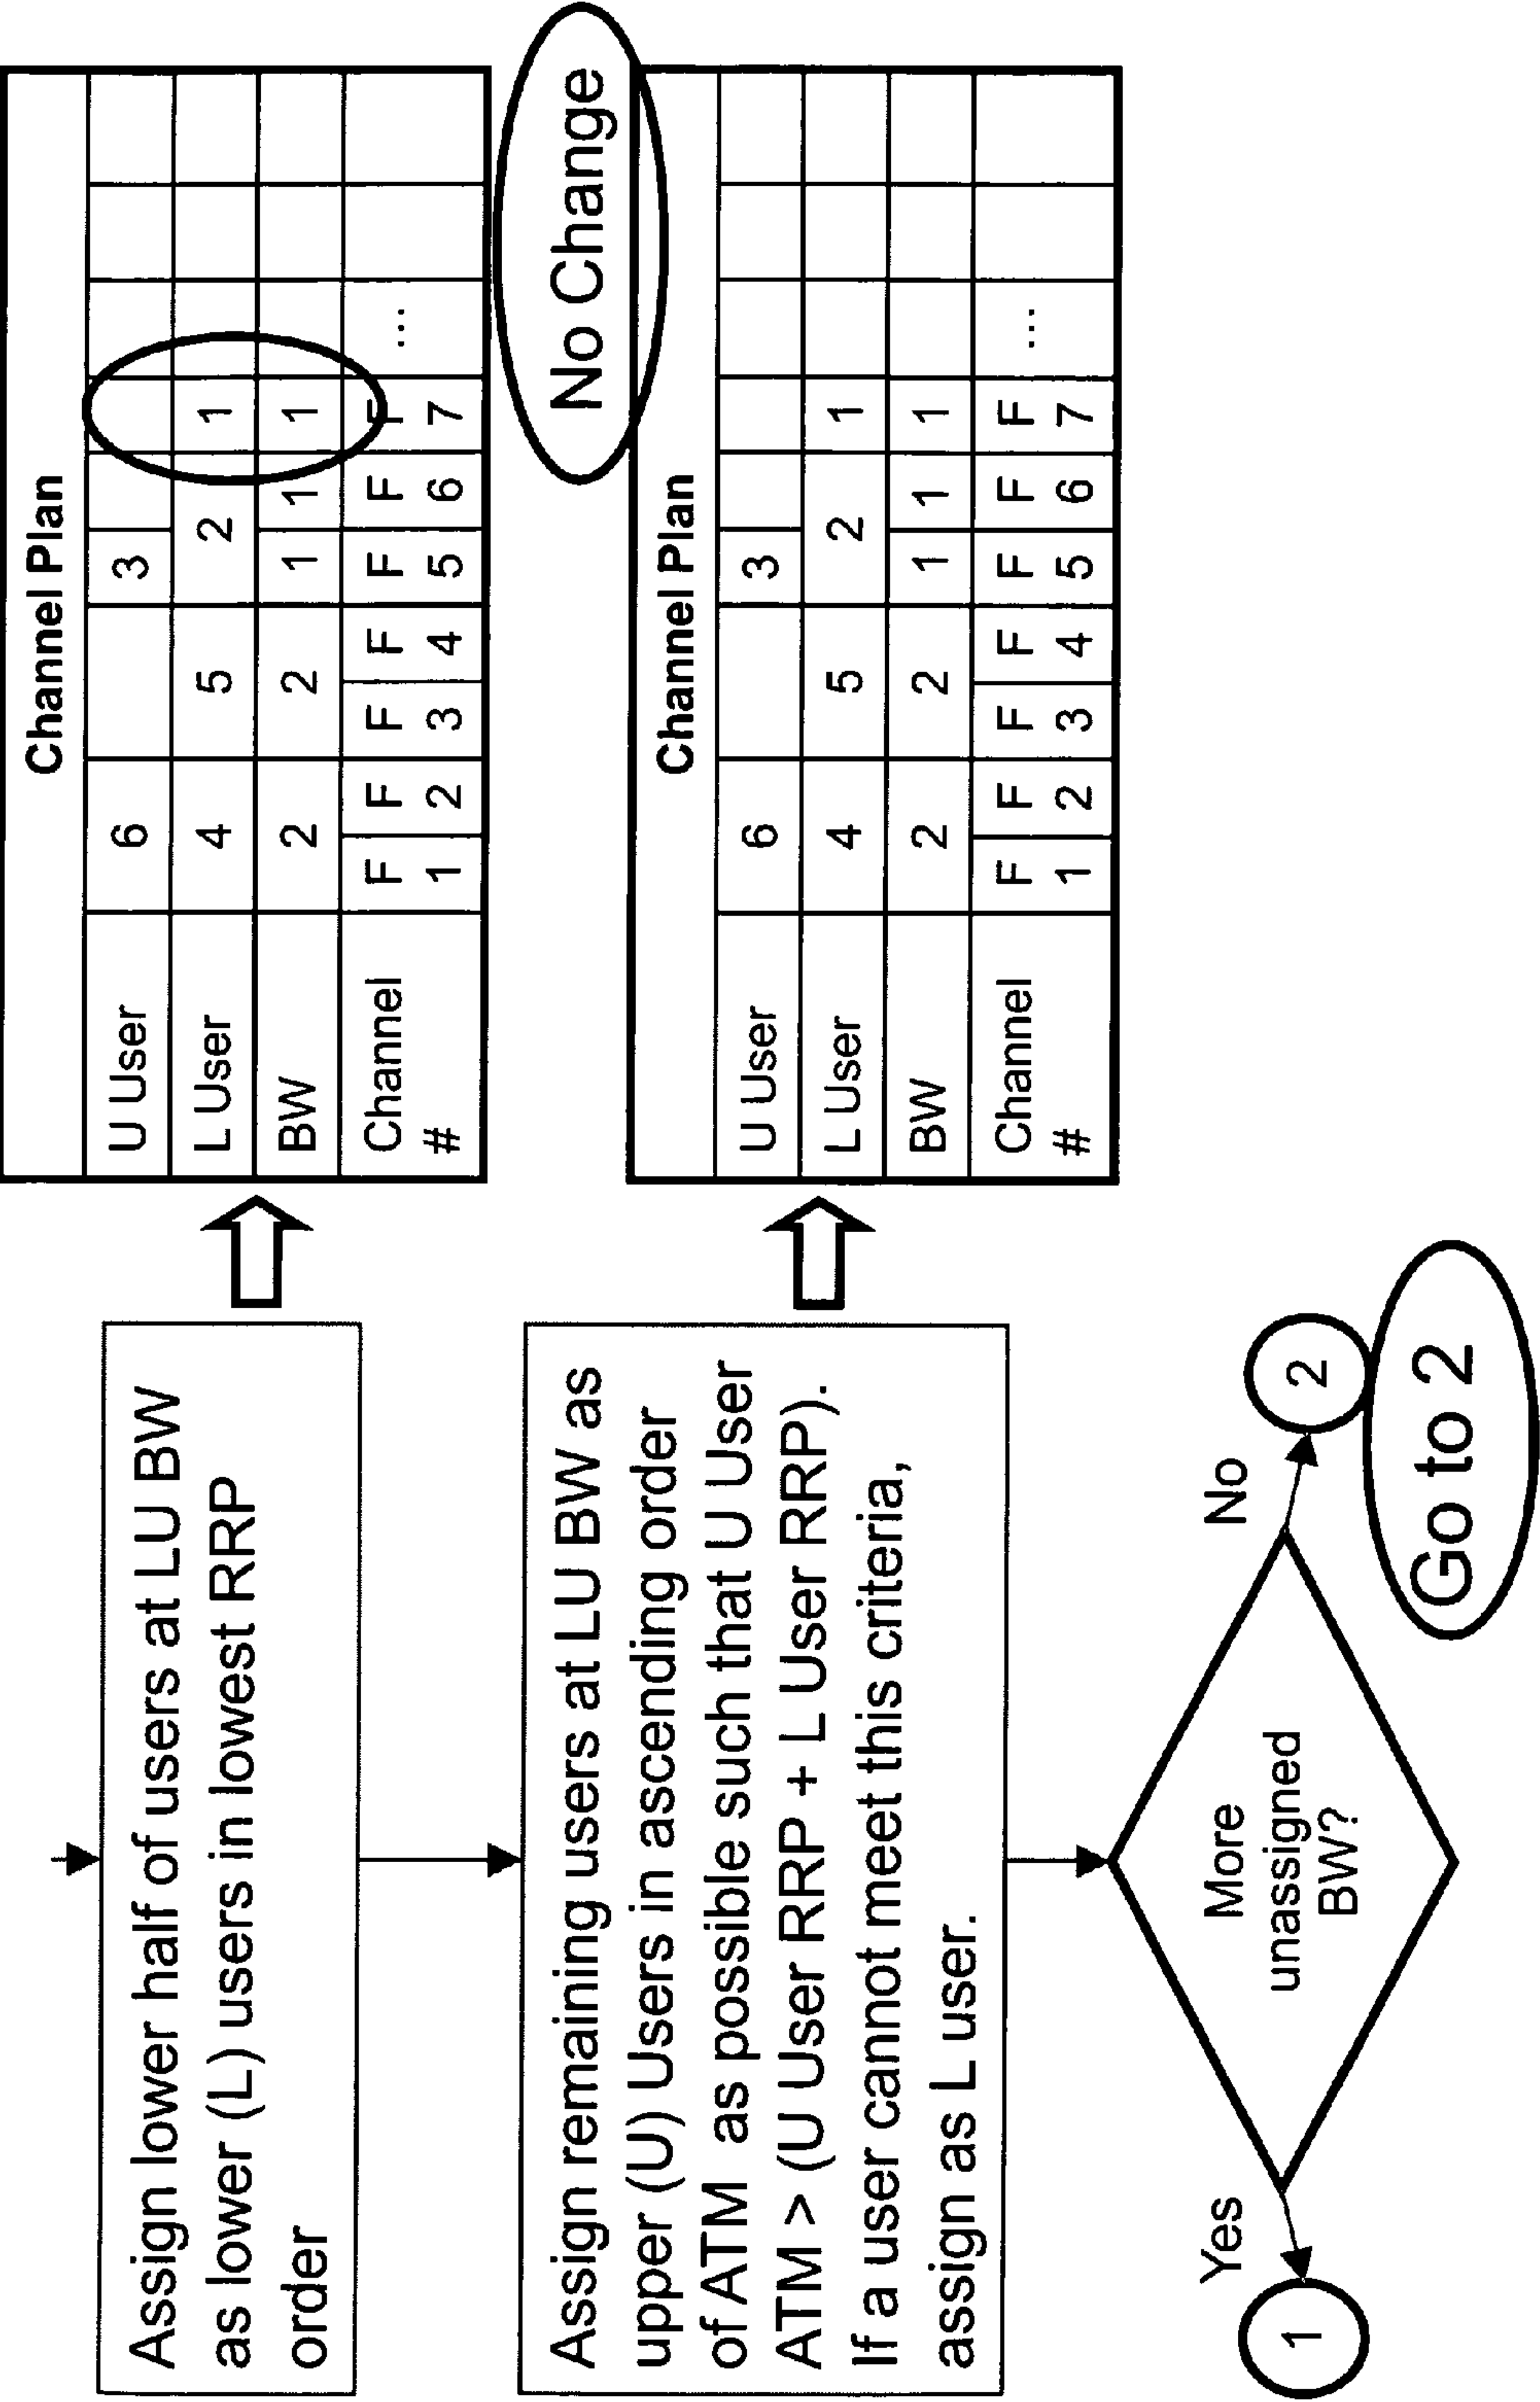 Assign lower half of users at LU BW
as lower (L) users in lowest RRP
order
Channel Plan
U User 6 3
L User 4 5 2 1
BW 2 2 1 1 1
Channel F F F F F F F ...
# 1 2 3 4 5 6 7
No Change
Assign remaining users at LU BW as
upper (U) Users in ascending order
of ATM as possible such that U User
ATM > (U User RRP + L User RRP).
If a user cannot meet this criteria,
assign as L user.
Channel Plan
U User 6 3
L User 4 5 2 1
BW 2 2 1 1 1
Channel F F F F F F F ...
# 1 2 3 4 5 6 7
More
unassigned
BW?
Yes
1
No
2
Go to 2